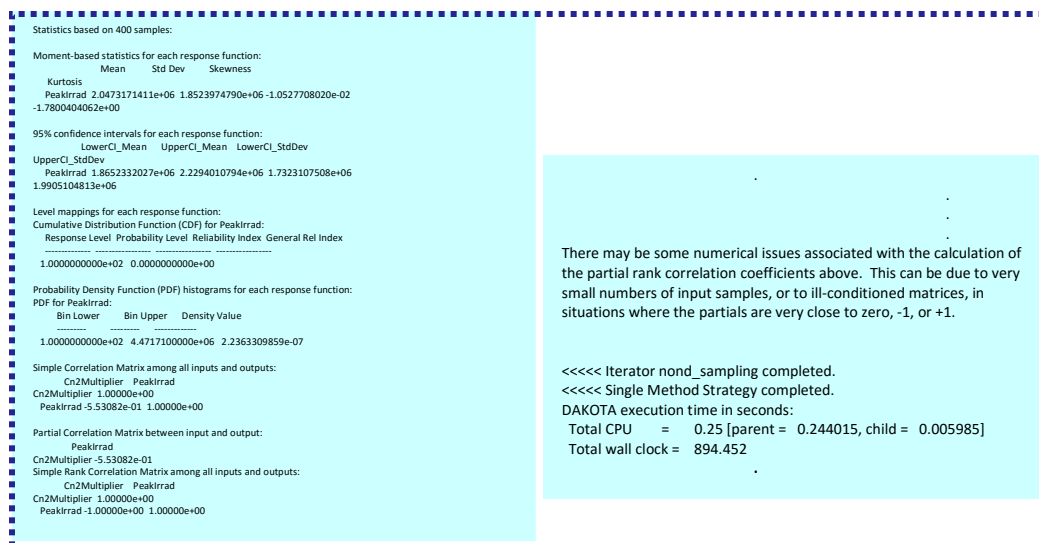 Statistics based on 400 samples:
Moment-based statistics for each response function:
Mean Std Dev Skewness
Kurtosis
PeakIrrad 2.0473171411e+06 1.8523974790e+06 -1.0527708020e-02
-1.7800404062e+00
95% confidence intervals for each response function:
LowerCI_Mean UpperCI_Mean LowerCI_StdDev
UpperCI_StdDev
PeakIrrad 1.8652332027e+06 2.2294010794e+06 1.7323107508e+06
1.9905104813e+06
Level mappings for each response function:
Cumulative Distribution Function (CDF) for PeakIrrad:
Response Level Probability Level Reliability Index General Rel Index
-------------- ----------------- ----------------- -----------------
1.0000000000e+02 0.0000000000e+00
Probability Density Function (PDF) histograms for each response function:
PDF for PeakIrrad:
Bin Lower Bin Upper Density Value
--------- --------- -------------
1.0000000000e+02 4.4717100000e+06 2.2363309859e-07
Simple Correlation Matrix among all inputs and outputs:
Cn2Multiplier PeakIrrad
Cn2Multiplier 1.00000e+00
PeakIrrad -5.53082e-01 1.00000e+00
Partial Correlation Matrix between input and output:
PeakIrrad
Cn2Multiplier -5.53082e-01
Simple Rank Correlation Matrix among all inputs and outputs:
Cn2Multiplier PeakIrrad
Cn2Multiplier 1.00000e+00
PeakIrrad -1.00000e+00 1.00000e+00
.
.
.
.
There may be some numerical issues associated with the calculation of
the partial rank correlation coefficients above. This can be due to very
small numbers of input samples, or to ill-conditioned matrices, in
situations where the partials are very close to zero, -1, or +1.
<<<<< Iterator nond_sampling completed.
<<<<< Single Method Strategy completed.
DAKOTA execution time in seconds:
Total CPU = 0.25 [parent = 0.244015, child = 0.005985]
Total wall clock = 894.452
.